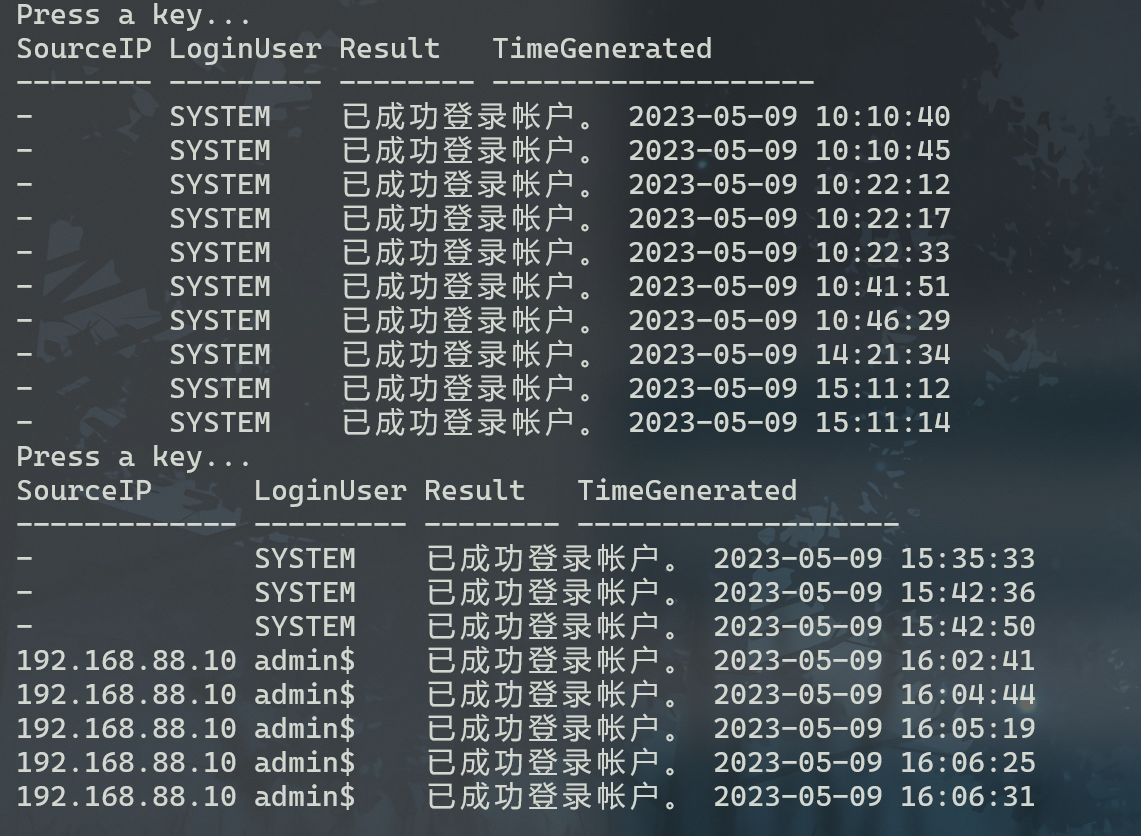 Press a key...
SourceIP LoginUser Result   TimeGenerated
-------- --------- -------- -------------------
-        SYSTEM    已成功登录帐户。 2023-05-09 10:10:40
-        SYSTEM    已成功登录帐户。 2023-05-09 10:10:45
-        SYSTEM    已成功登录帐户。 2023-05-09 10:22:12
-        SYSTEM    已成功登录帐户。 2023-05-09 10:22:17
-        SYSTEM    已成功登录帐户。 2023-05-09 10:22:33
-        SYSTEM    已成功登录帐户。 2023-05-09 10:41:51
-        SYSTEM    已成功登录帐户。 2023-05-09 10:46:29
-        SYSTEM    已成功登录帐户。 2023-05-09 14:21:34
-        SYSTEM    已成功登录帐户。 2023-05-09 15:11:12
-        SYSTEM    已成功登录帐户。 2023-05-09 15:11:14
Press a key...
SourceIP      LoginUser Result   TimeGenerated
------------- --------- -------- -------------------
-             SYSTEM    已成功登录帐户。 2023-05-09 15:35:33
-             SYSTEM    已成功登录帐户。 2023-05-09 15:42:36
-             SYSTEM    已成功登录帐户。 2023-05-09 15:42:50
192.168.88.10 admin$    已成功登录帐户。 2023-05-09 16:02:41
192.168.88.10 admin$    已成功登录帐户。 2023-05-09 16:04:44
192.168.88.10 admin$    已成功登录帐户。 2023-05-09 16:05:19
192.168.88.10 admin$    已成功登录帐户。 2023-05-09 16:06:25
192.168.88.10 admin$    已成功登录帐户。 2023-05-09 16:06:31